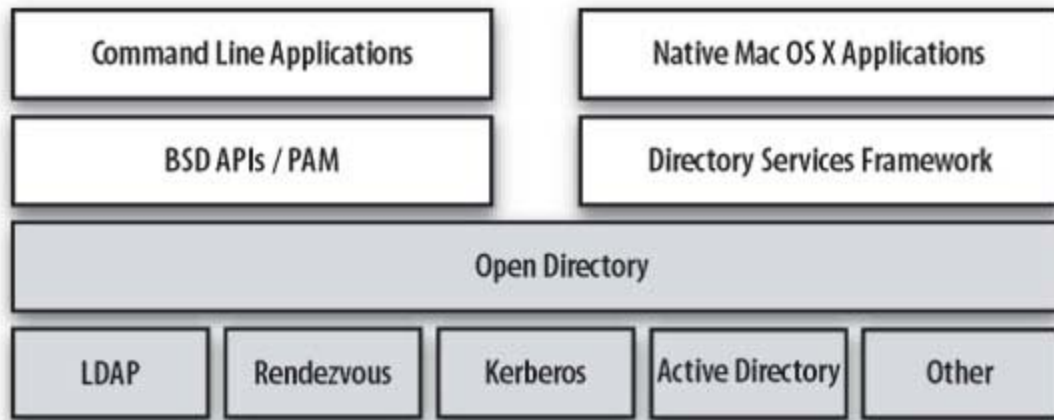 Command Line Applications
Native Mac OS X Applications
BSD APIs / PAM
Directory Services Framework
Open Directory
LDAP
Rendezvous
Kerberos
Active Directory
Other